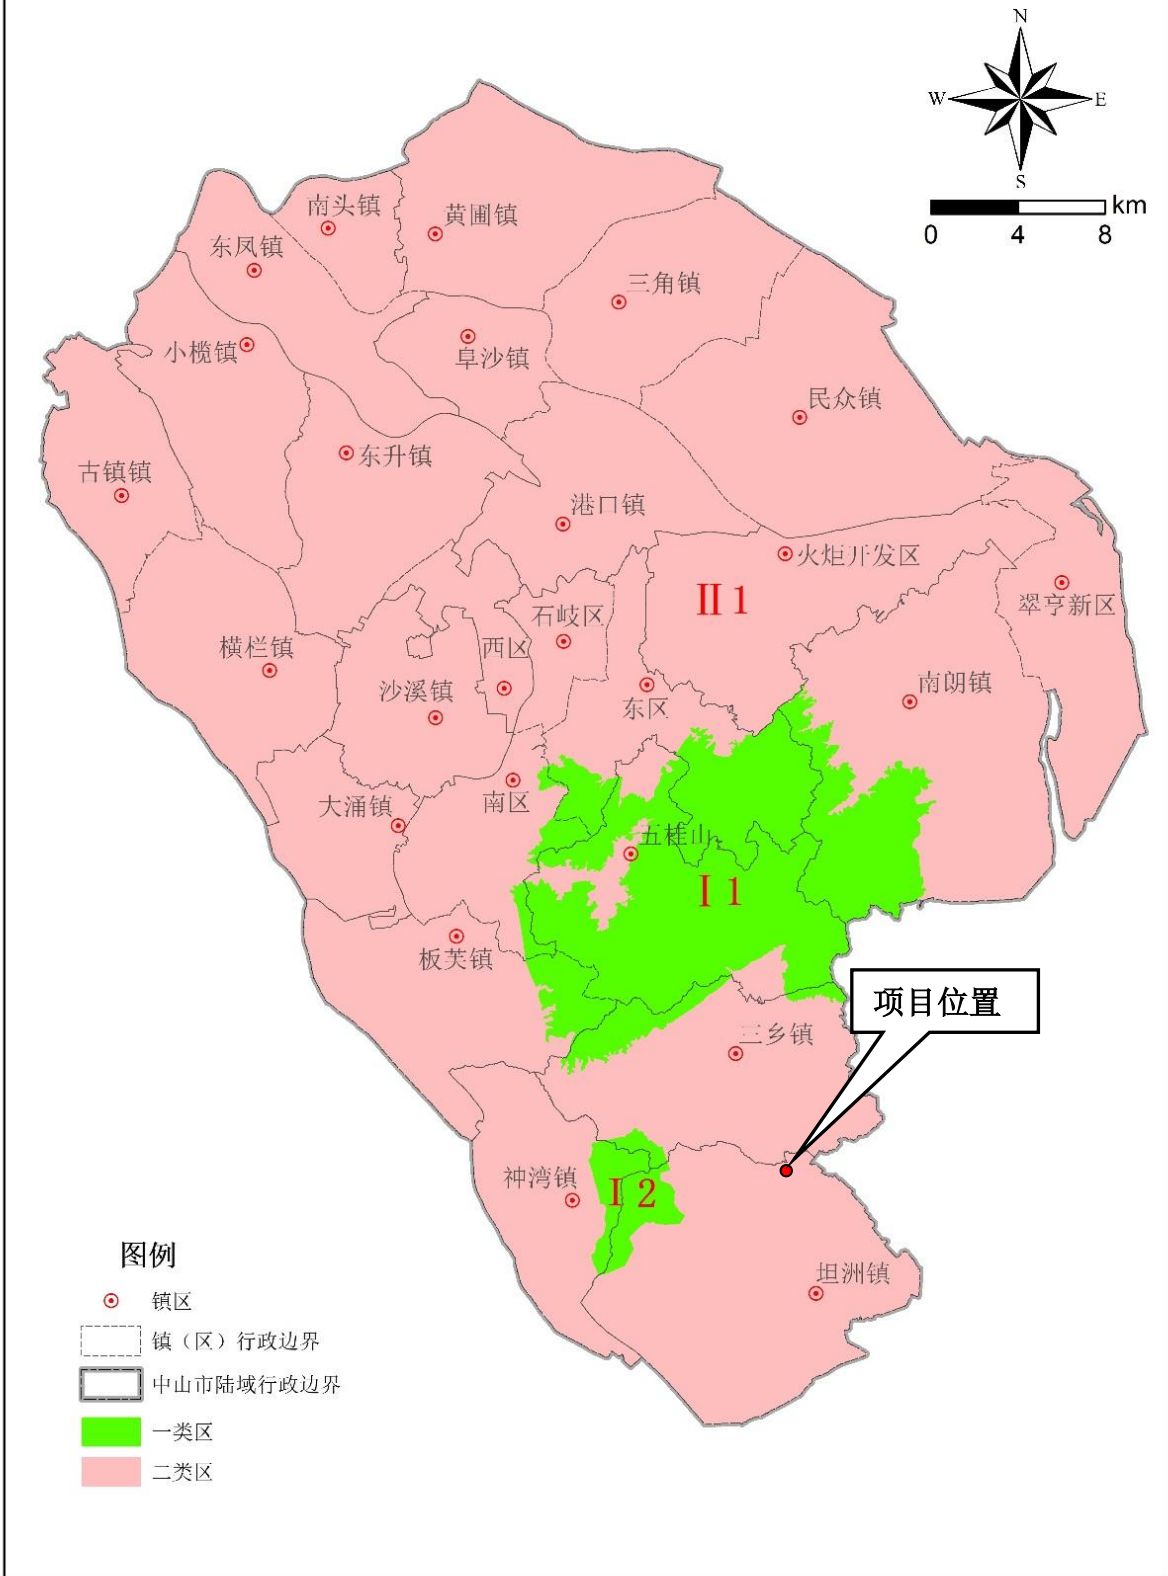 N
W
E
S
km
0 4 8
南头镇
黄圃镇
东凤镇
三角镇
小榄镇
阜沙镇
民众镇
东升镇
古镇镇
港口镇
火炬开发区
Ⅱ1
翠亨新区
石岐区
横栏镇
西区
沙溪镇
南朗镇
东区
南区
大涌镇
五桂山
Ⅰ1
板芙镇
项目位置
三乡镇
神湾镇
Ⅰ2
坦洲镇
图例
镇区
镇（区）行政边界
中山市陆域行政边界
一类区
二类区